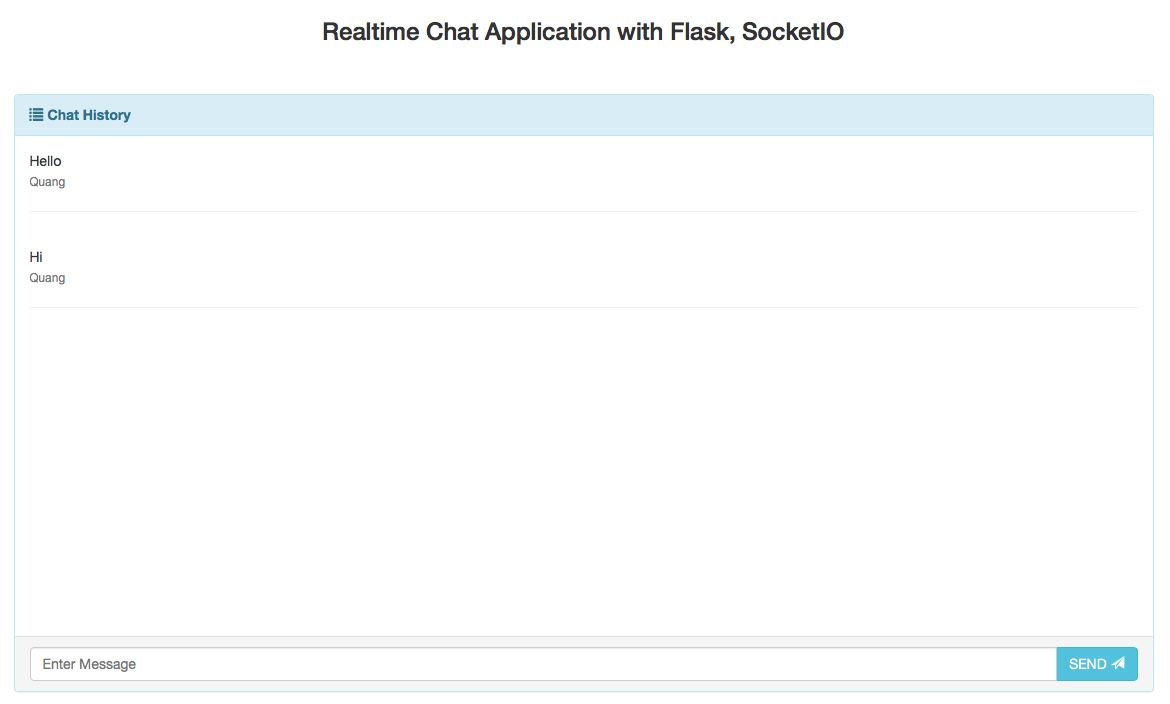 Realtime Chat Application with Flask, SocketIO
Chat History
Hello
Quang
Hi
Quang
Enter Message
SEND